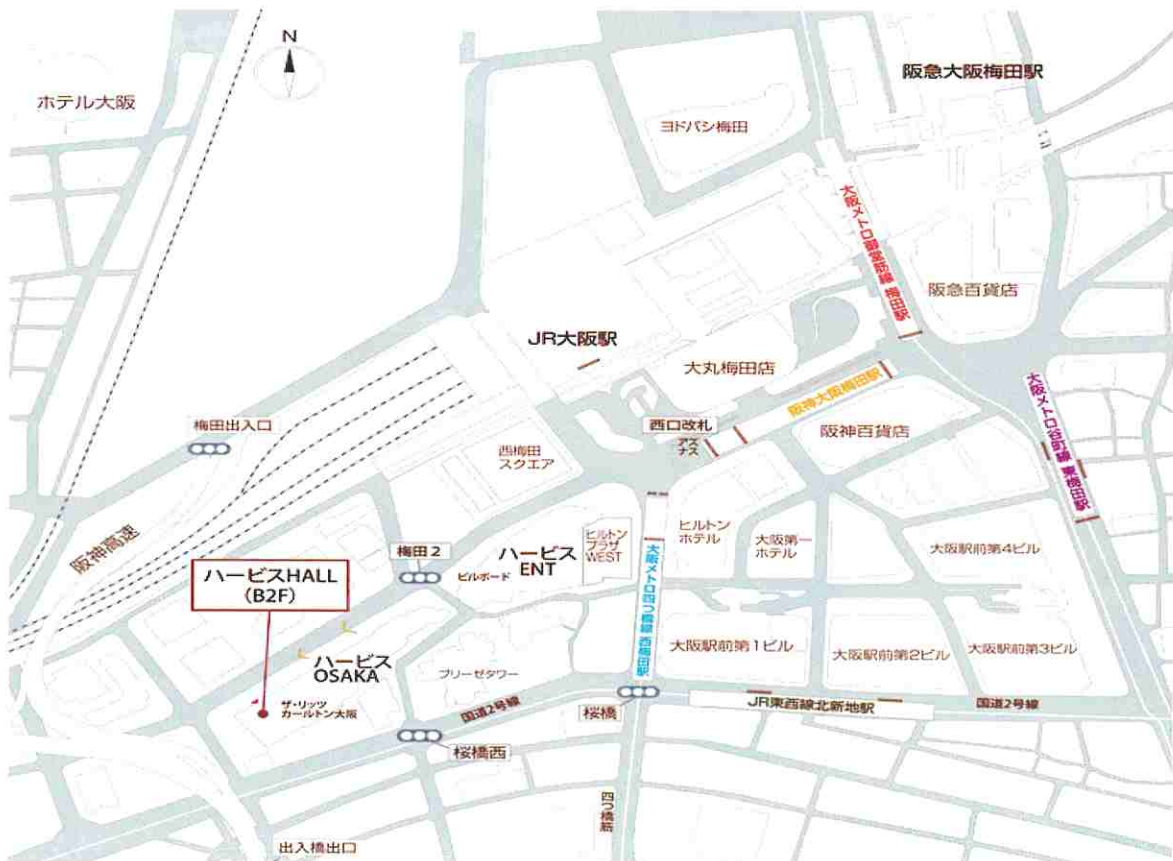 N
阪急大阪梅田駅
ホテル大阪
ヨドバシ梅田
大阪メトロ御堂筋線 梅田駅
阪急百貨店
JR大阪駅
大丸梅田店
阪神大阪梅田駅
大阪メトロ谷町線 東梅田駅
梅田出入口
西口改札
アズ
ナス
阪神百貨店
西梅田
スクエア
阪神高速
梅田2
ハービス
ENT
ビルボード
ヒルトン
プラザ
WEST
ヒルトン
ホテル
大阪第一
ホテル
大阪駅前第4ビル
ハービスHALL
(B2F)
大阪メトロ四つ橋線 西梅田駅
大阪駅前第1ビル
大阪駅前第2ビル
大阪駅前第3ビル
ハービス
OSAKA
ブリーゼタワー
ザ・リッツ
カールトン大阪
国道2号線
桜橋
JR東西線北新地駅
国道2号線
桜橋西
四つ橋筋
出入橋出口